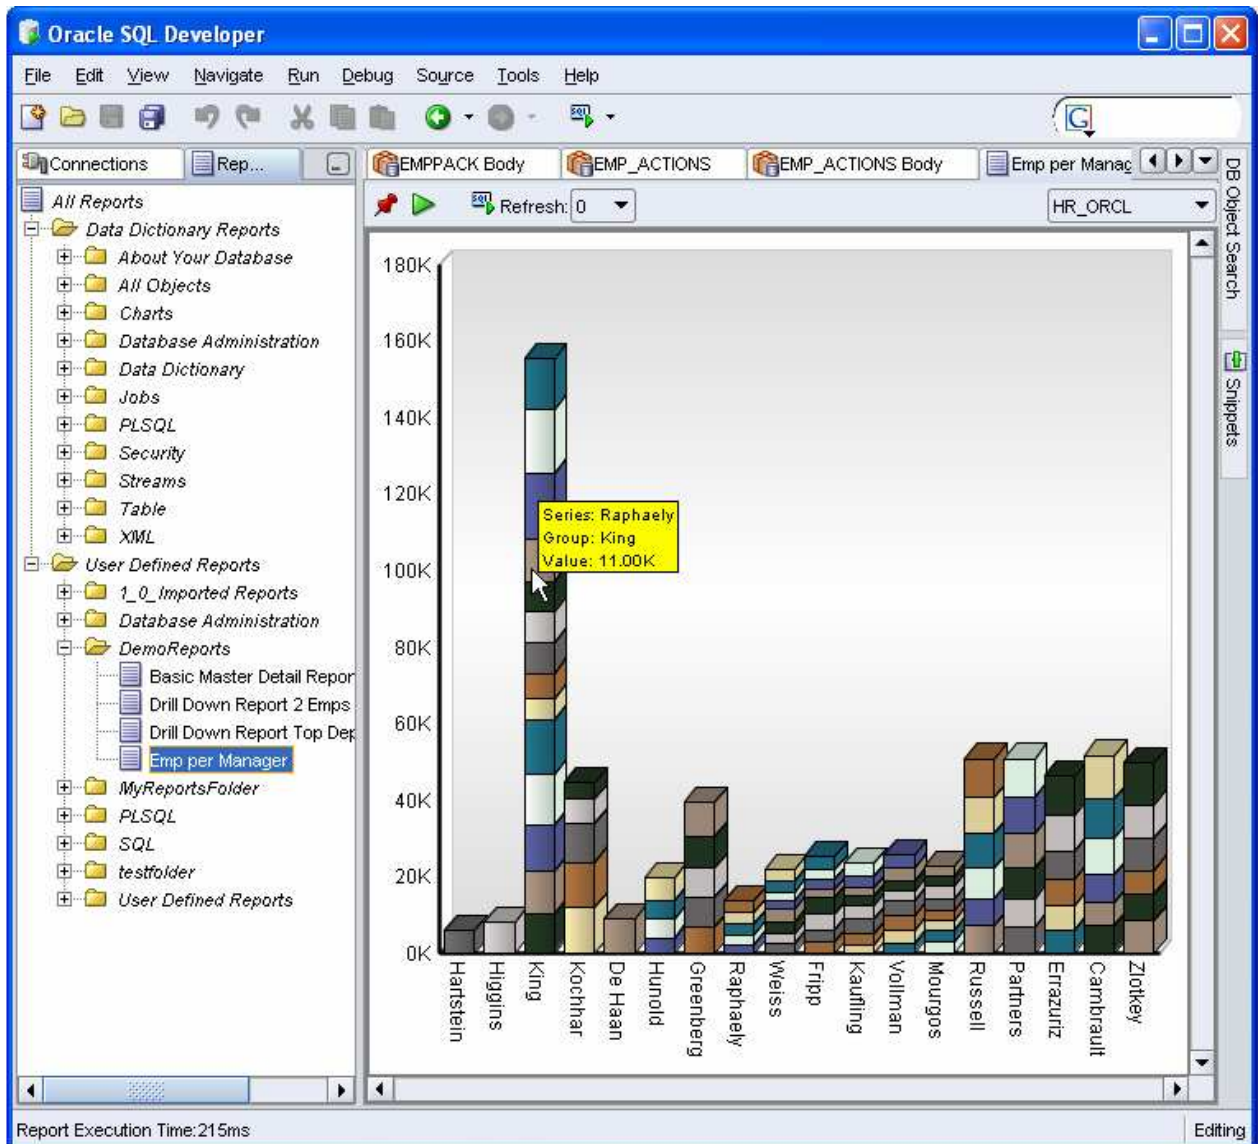 Oracle SQL Developer
File Edit View Navigate Run Debug Source Tools Help
SQL
G
Connections
Rep...
EMPPACK Body
EMP_ACTIONS
EMP_ACTIONS Body
Emp per Manag
All Reports
Data Dictionary Reports
About Your Database
All Objects
Charts
Database Administration
Data Dictionary
Jobs
PLSQL
Security
Streams
Table
XML
User Defined Reports
1_0_Imported Reports
Database Administration
DemoReports
Basic Master Detail Repor
Drill Down Report 2 Emps
Drill Down Report Top Dep
Emp per Manager
MyReportsFolder
PLSQL
SQL
testfolder
User Defined Reports
SQL Refresh: 0
HR_ORCL
180K
160K
140K
120K
100K
80K
60K
40K
20K
0K
Series: Raphaely
Group: King
Value: 11.00K
Hartstein
Higgins
King
Kochhar
De Haan
Hunold
Greenberg
Raphaely
Weiss
Fripp
Kaufling
Vollman
Mourgos
Russell
Partners
Errazuriz
Cambrault
Zlotkey
DB Object Search
Snippets
Report Execution Time:215ms
Editing